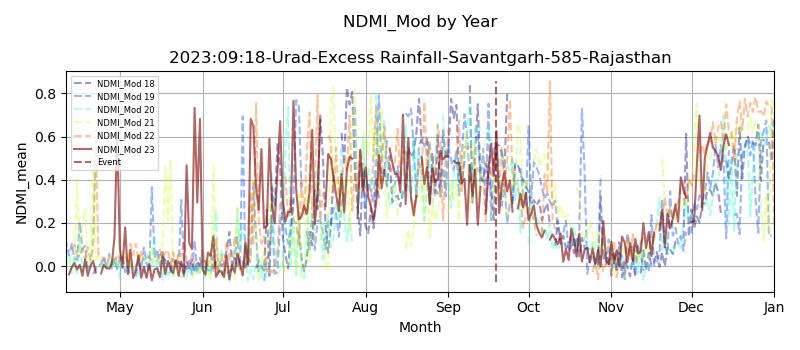 NDMI_Mod by Year
2023:09:18-Urad-Excess Rainfall-Savantgarh-585-Rajasthan
NDMI_Mod 18
NDMI_Mod 19
NDMI_Mod 20
NDMI_Mod 21
NDMI_Mod 22
NDMI_Mod 23
Event
NDMI_mean
0.8
0.6
0.4
0.2
0.0
May Jun Jul Aug Sep Oct Nov Dec Jan
Month